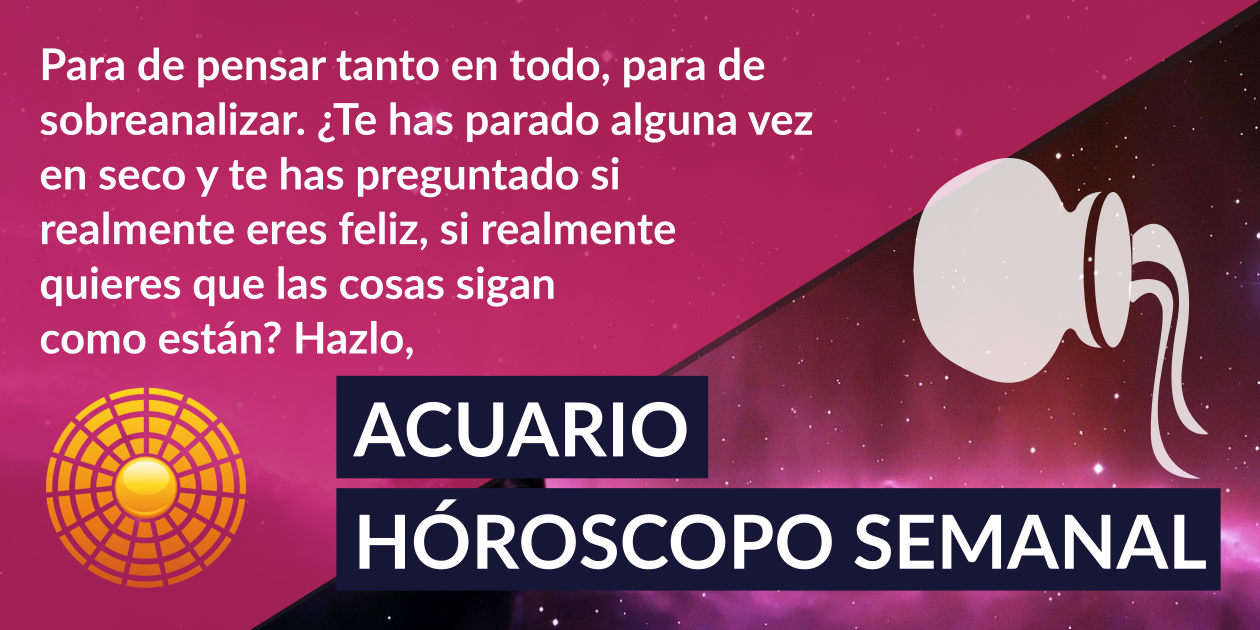 Para de pensar tanto en todo, para de
sobreanalizar. ¿Te has parado alguna vez
en seco y te has preguntado si
realmente eres feliz, si realmente
quieres que las cosas sigan
como están? Hazlo,
ACUARIO
HÓROSCOPO SEMANAL